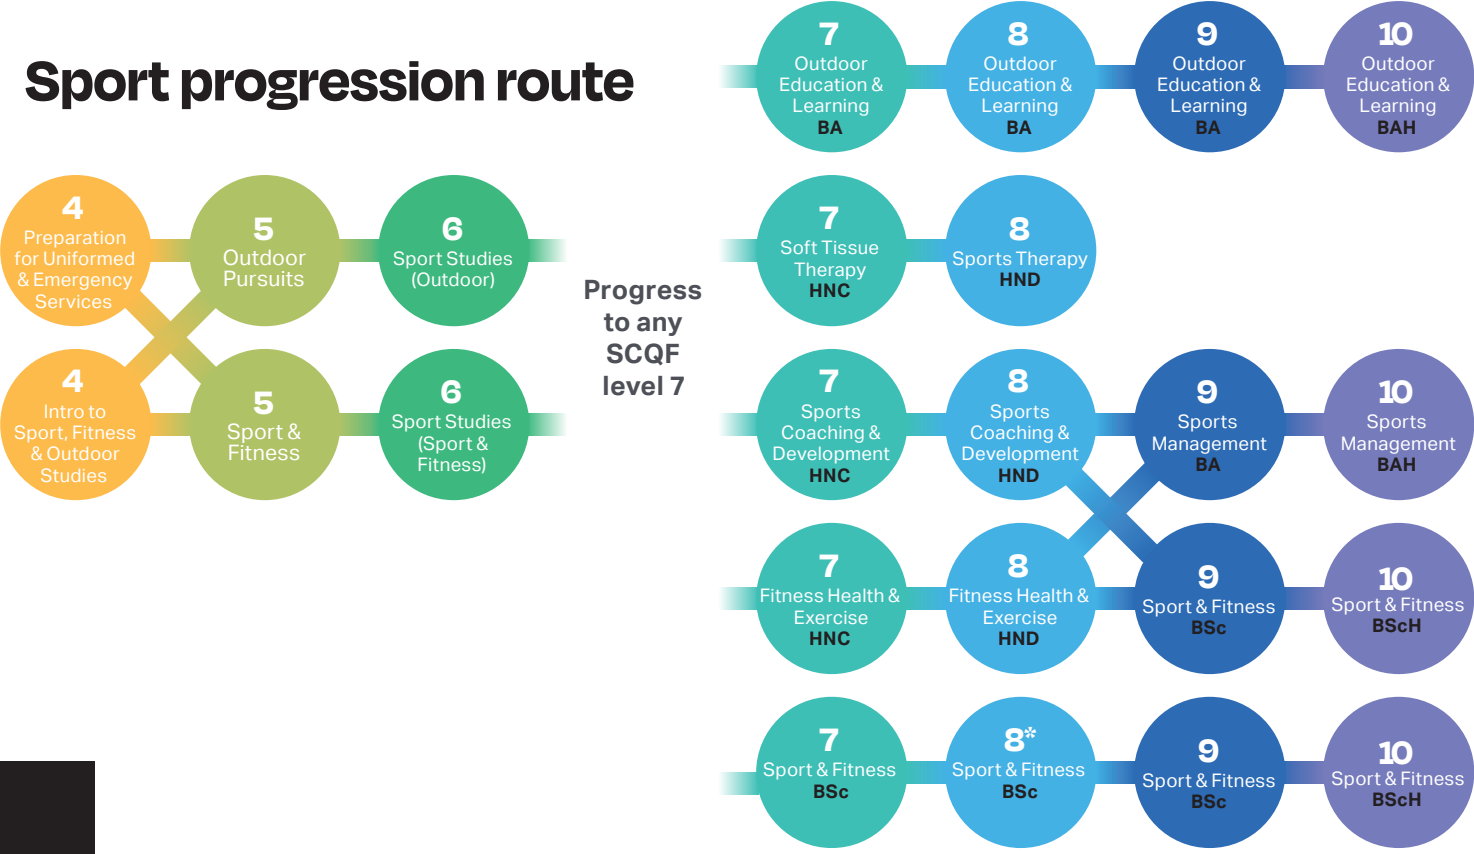 Sport progression route
4
Preparation
for Uniformed
& Emergency
Services
5
Outdoor
Pursuits
6
Sport Studies
(Outdoor)
4
Intro to
Sport, Fitness
& Outdoor
Studies
5
Sport &
Fitness
6
Sport Studies
(Sport &
Fitness)
Progress
to any
SCQF
level 7
7
Outdoor
Education &
Learning
BA
8
Outdoor
Education &
Learning
BA
9
Outdoor
Education &
Learning
BA
10
Outdoor
Education &
Learning
BAH
7
Soft Tissue
Therapy
HNC
8
Sports Therapy
HND
7
Sports
Coaching &
Development
HNC
8
Sports
Coaching &
Development
HND
9
Sports
Management
BA
10
Sports
Management
BAH
7
Fitness Health &
Exercise
HNC
8
Fitness Health &
Exercise
HND
9
Sport & Fitness
BSc
10
Sport & Fitness
BScH
7
Sport & Fitness
BSc
8*
Sport & Fitness
BSc
9
Sport & Fitness
BSc
10
Sport & Fitness
BScH